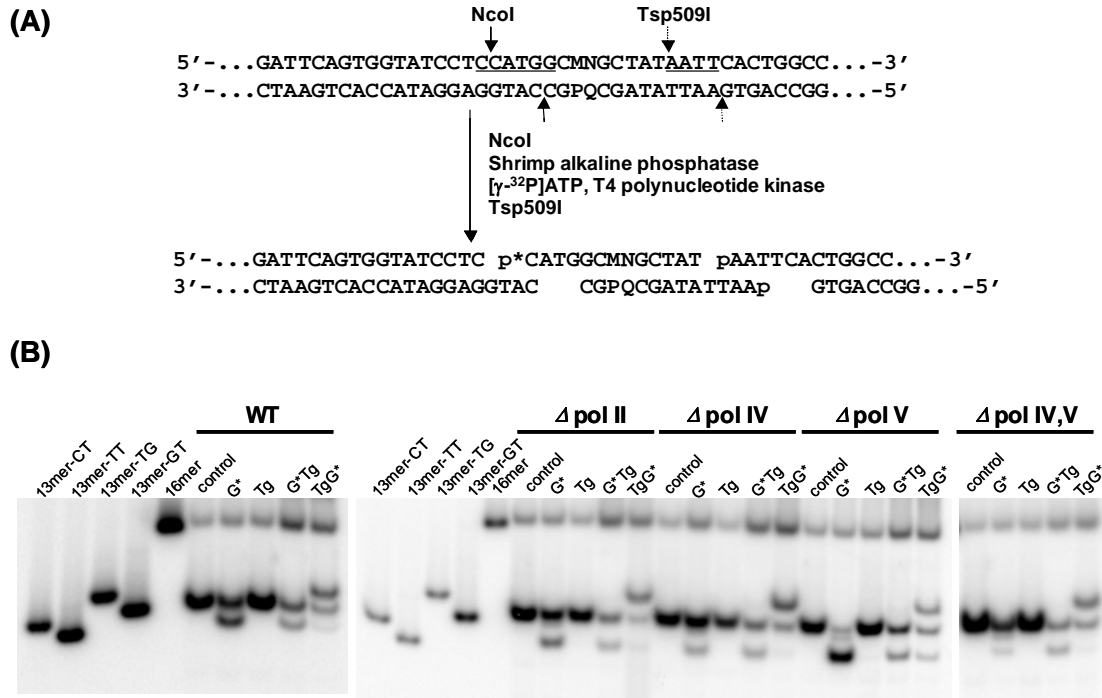 (A)
NcoI Tsp509I
5'-...GATTCAGTGGTATCCTCCATGGCMNGCTATAATTCACTGGCC...-3'
3'-...CTAAGTCACCATAGGAGGTACCGPQCGATATTAAGTGACCGG...-5'
NcoI
Shrimp alkaline phosphatase
[γ-³²P]ATP, T4 polynucleotide kinase
Tsp509I
5'-...GATTCAGTGGTATCCTC p*CATGGCMNGCTAT pAATTCACTGGCC...-3'
3'-...CTAAGTCACCATAGGAGGTAC CGPQCGATATTAAp GTGACCGG...-5'
(B)
WT Δ pol II Δ pol IV Δ pol V Δ pol IV,V
13mer-CT 13mer-TT 13mer-TG 13mer-GT 16mer control G* Tg G*Tg TgG* 13mer-CT 13mer-TT 13mer-TG 13mer-GT 16mer control G* Tg G*Tg TgG* control G* Tg G*Tg TgG* control G* Tg G*Tg TgG* control G* Tg G*Tg TgG*